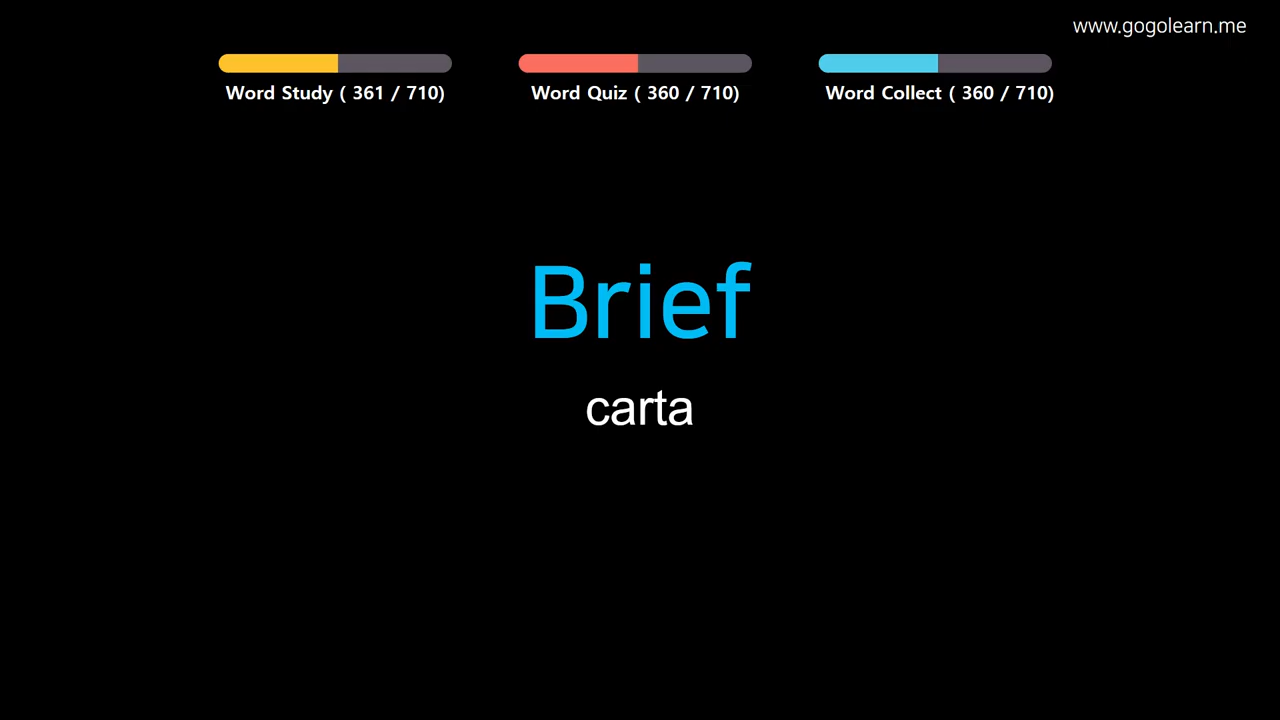 www.gogolearn.me
Word Study ( 361 / 710)
Word Quiz ( 360 / 710)
Word Collect ( 360 / 710)
Brief
carta